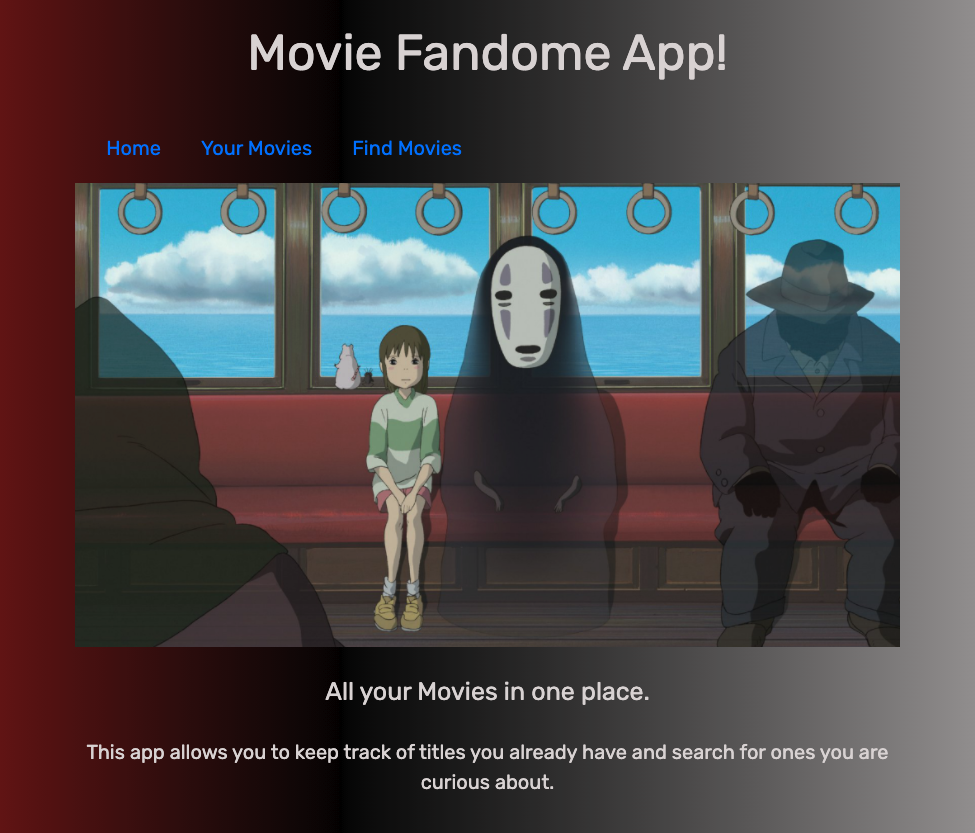 Movie Fandome App!
Home Your Movies Find Movies
All your Movies in one place.
This app allows you to keep track of titles you already have and search for ones you are
curious about.